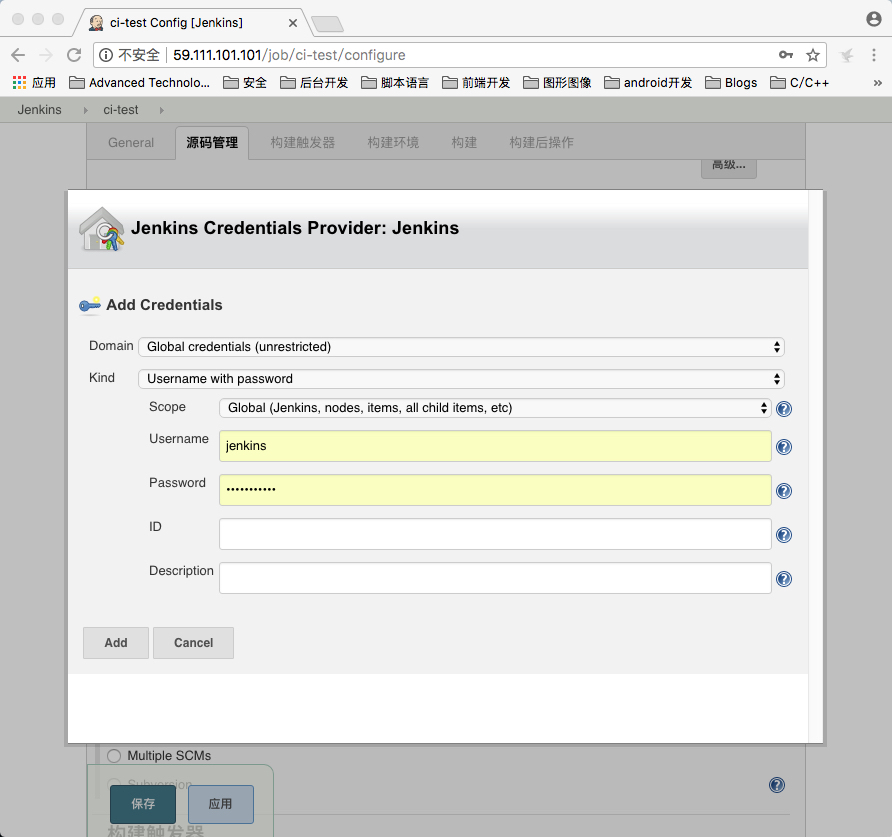 ci-test Config [Jenkins]
不安全 59.111.101.101/job/ci-test/configure
应用 Advanced Technolo... 安全 后台开发 脚本语言 前端开发 图形图像 android开发 Blogs C/C++ »
Jenkins ci-test
General 源码管理 构建触发器 构建环境 构建 构建后操作
高级...
Jenkins Credentials Provider: Jenkins
Add Credentials
Domain Global credentials (unrestricted)
Kind Username with password
Scope Global (Jenkins, nodes, items, all child items, etc)
Username jenkins
Password •••••••••••
ID
Description
Add Cancel
Multiple SCMs
Subversion
保存 应用
构建触发器